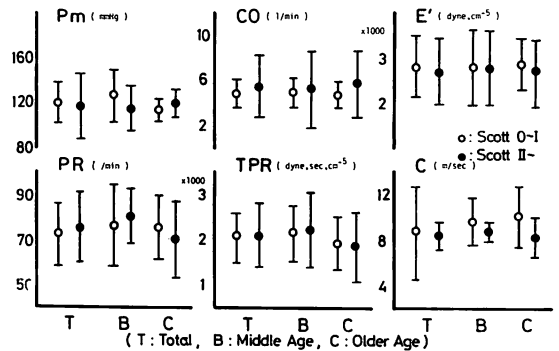 Pm (mmHg)
160
120
80
CO (l/min)
10
6
2
×1000
E' (dyne.cm-5)
3
2
o: Scott 0~I
●: Scott II~
PR (/min)
90
70
50
T B C
×1000
TPR (dyne,sec,cm-5)
3
2
1
T B C
C (m/sec)
12
8
4
T B C
(T: Total, B: Middle Age, C: Older Age)